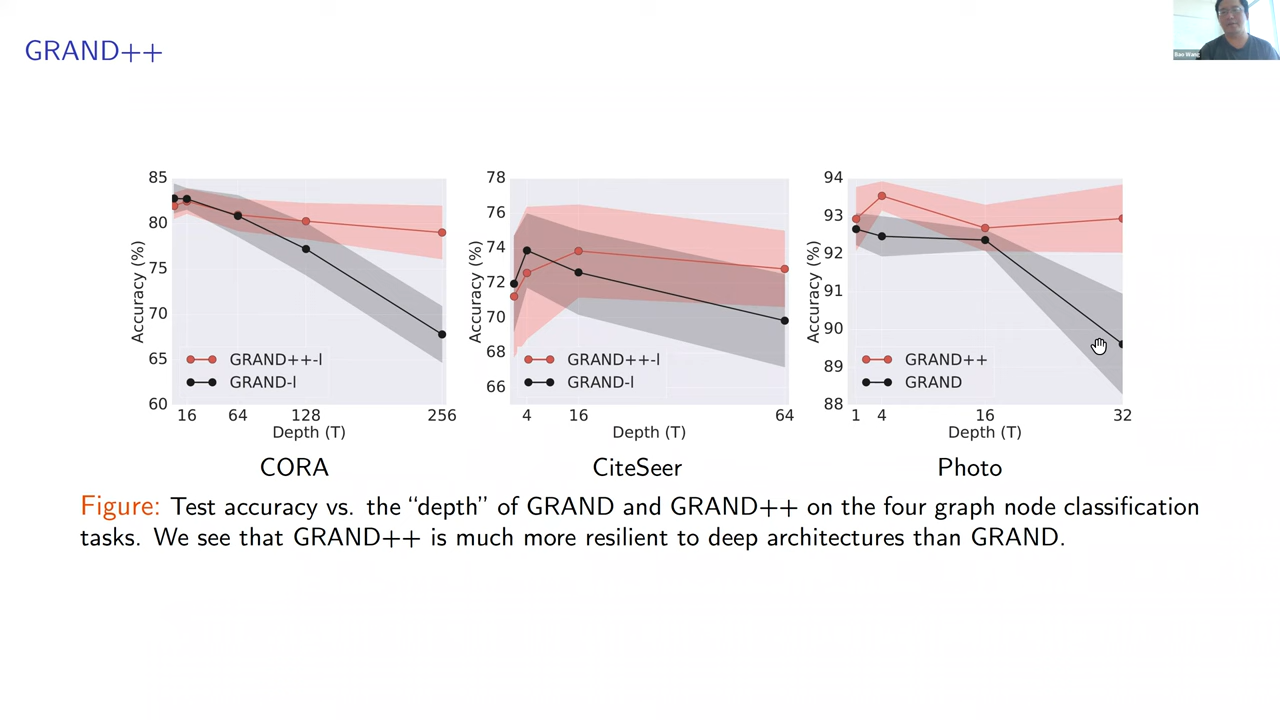 GRAND++
Bao Wang
85
80
75
70
65
60
Accuracy (%)
GRAND++-l
GRAND-l
16 64 128 256
Depth (T)
CORA
78
76
74
72
70
68
66
Accuracy (%)
GRAND++-l
GRAND-l
4 16 64
Depth (T)
CiteSeer
94
93
92
91
90
89
88
Accuracy (%)
GRAND++
GRAND
1 4 16 32
Depth (T)
Photo
Figure: Test accuracy vs. the “depth” of GRAND and GRAND++ on the four graph node classification
tasks. We see that GRAND++ is much more resilient to deep architectures than GRAND.